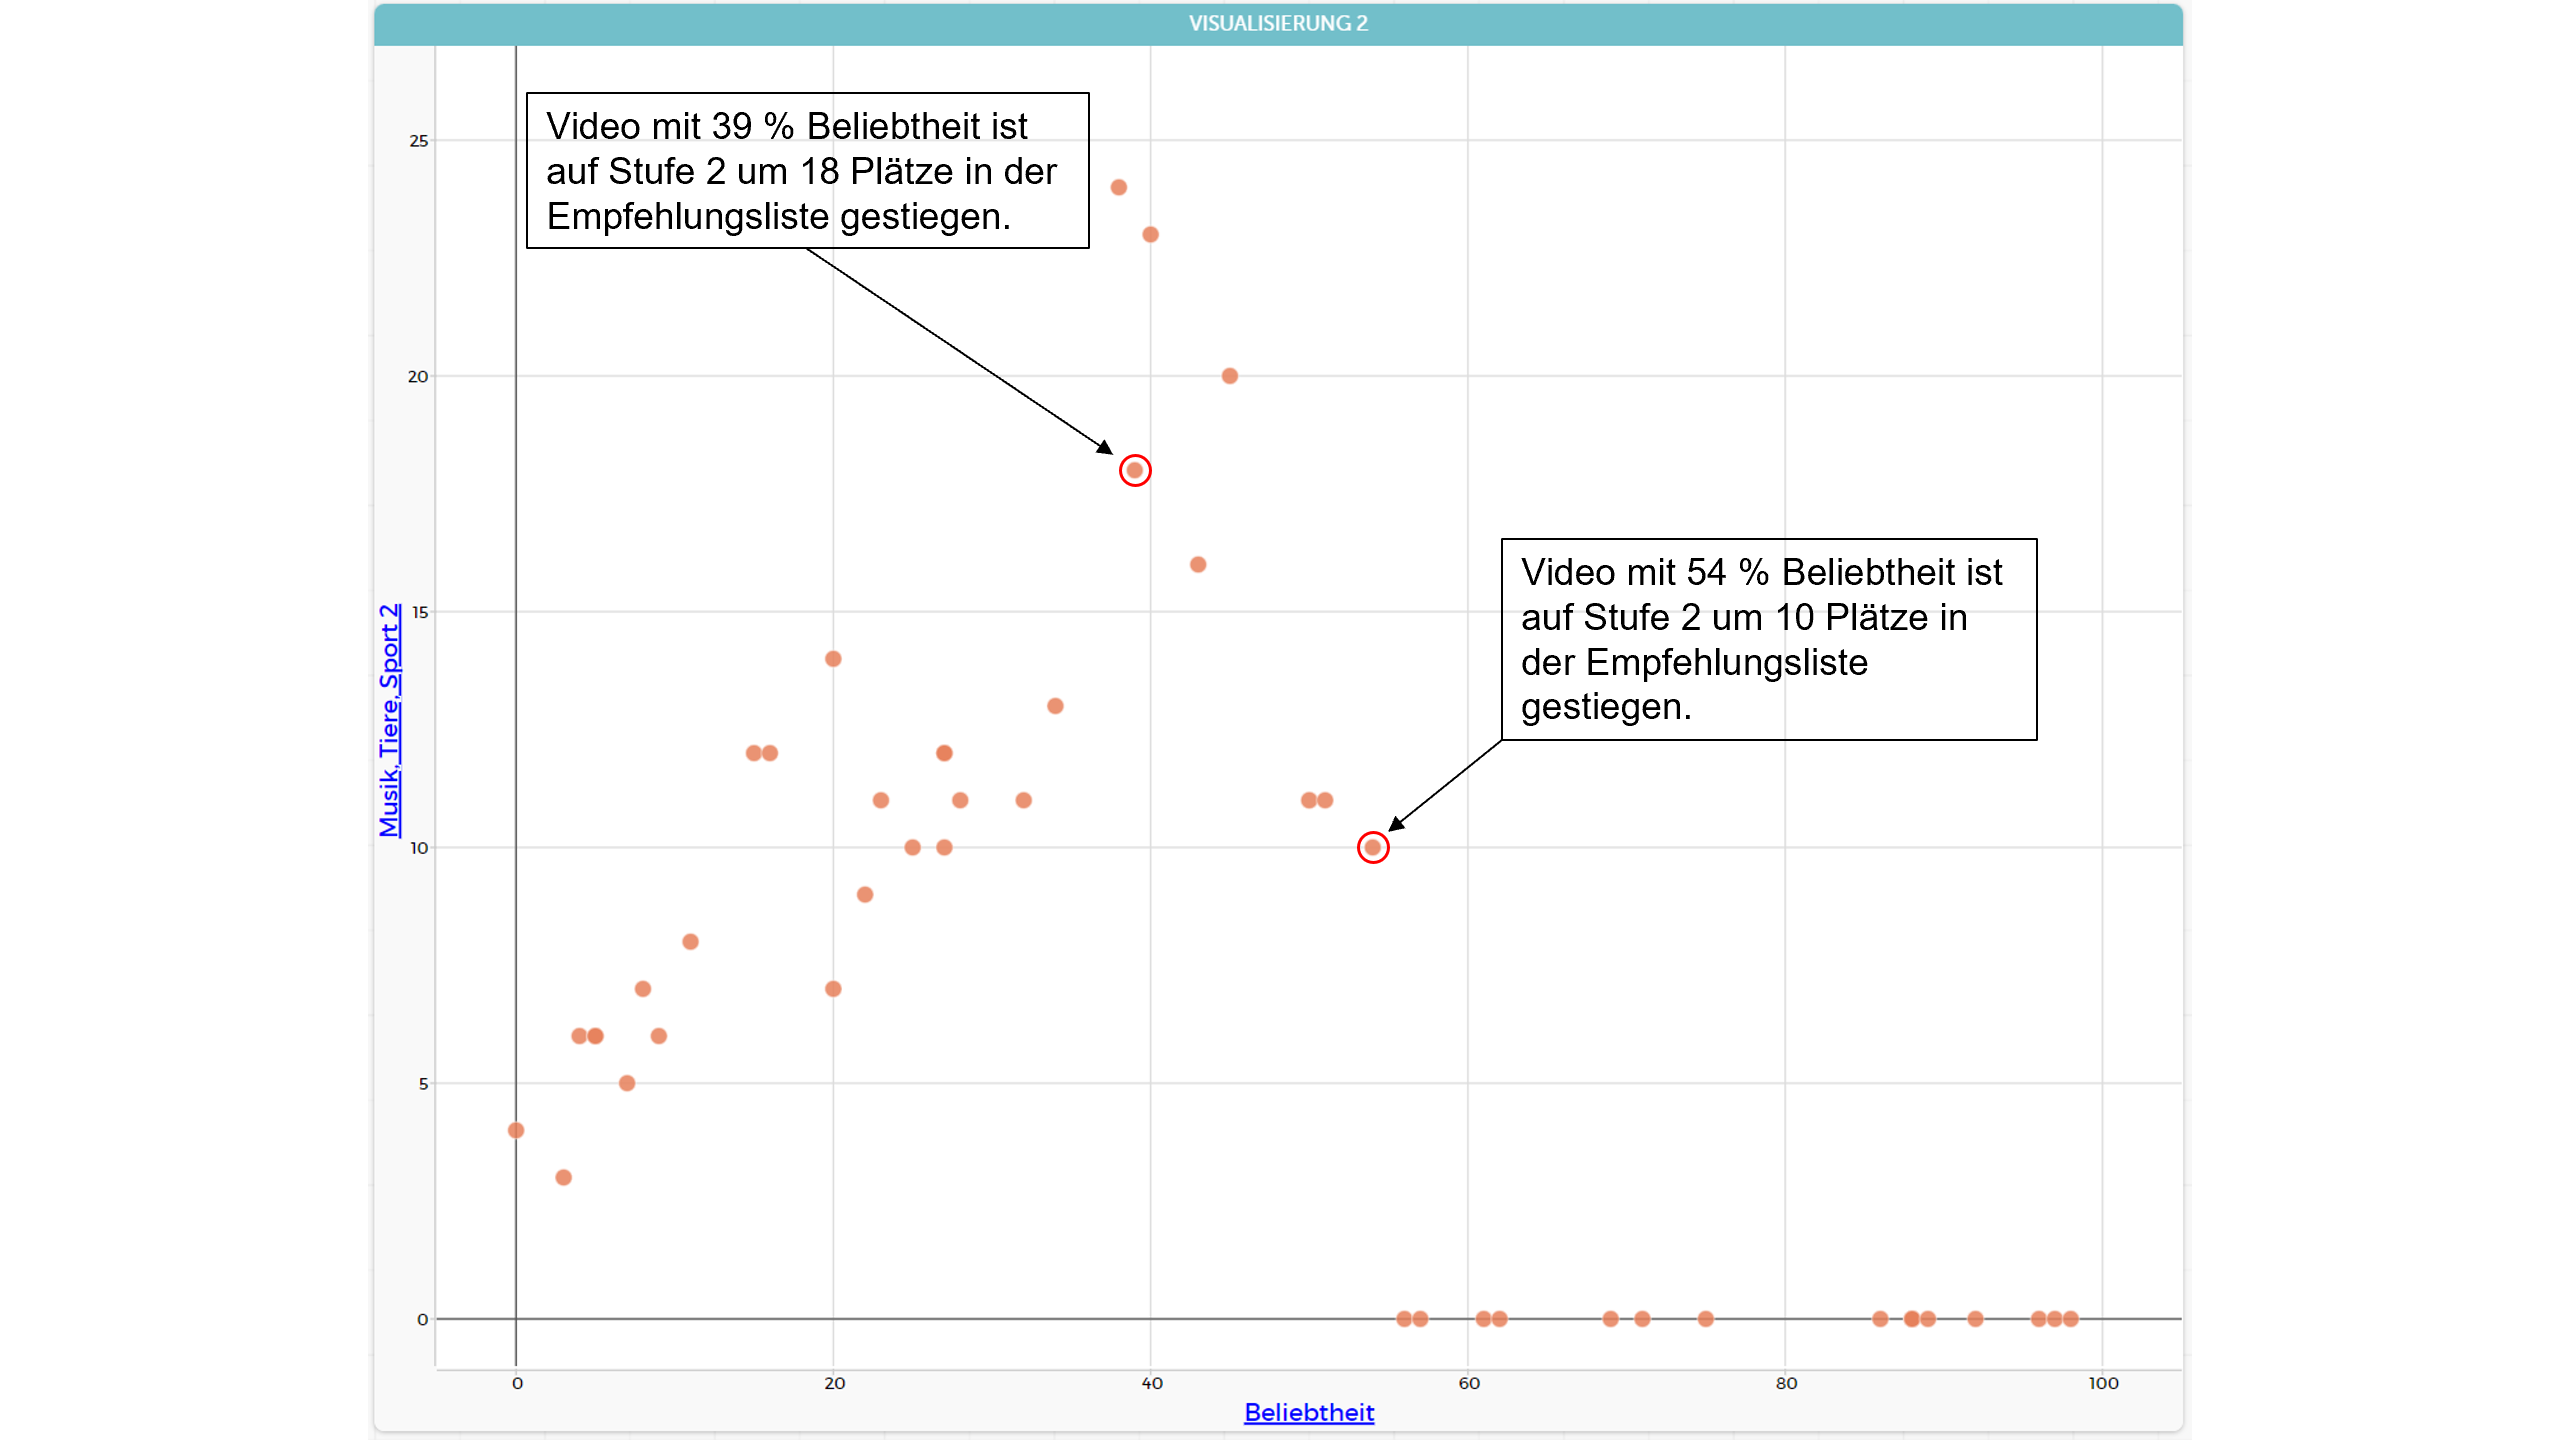 VISUALISIERUNG 2
Video mit 39 % Beliebtheit ist
auf Stufe 2 um 18 Plätze in der
Empfehlungsliste gestiegen.
Video mit 54 % Beliebtheit ist
auf Stufe 2 um 10 Plätze in
der Empfehlungsliste
gestiegen.
Musik, Tiere, Sport 2
25
20
15
10
5
0
0
20
40
60
80
100
Beliebtheit